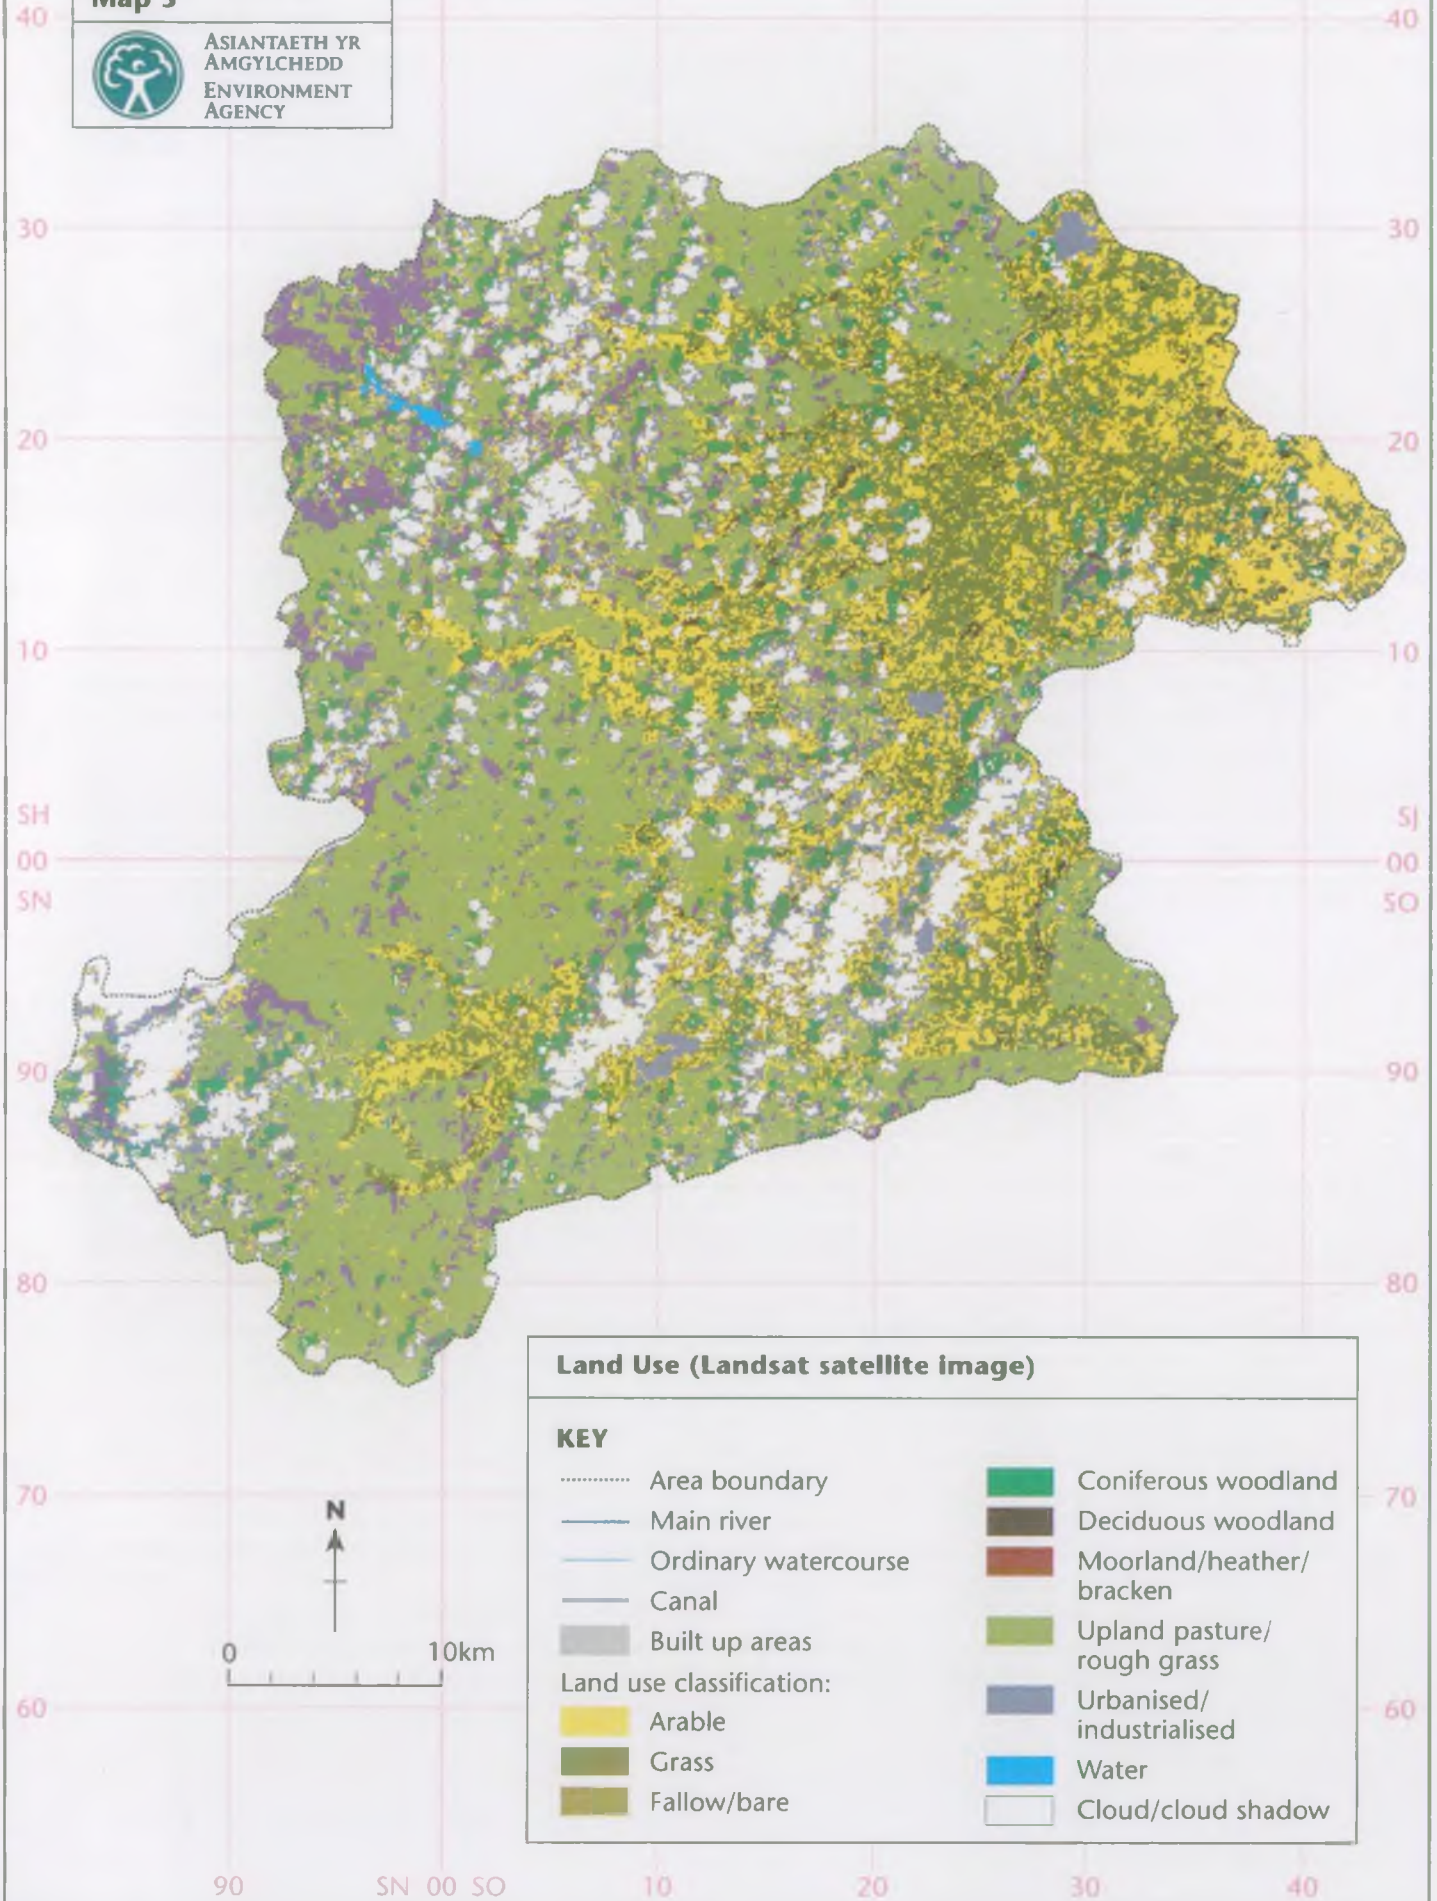 Map 3
ASIANTAETH YR
AMGYLCHEDD
ENVIRONMENT
AGENCY
40
40
30
30
20
20
10
10
SH
SJ
00
00
SN
SO
90
90
80
80
Land Use (Landsat satellite image)
KEY
Area boundary
Main river
Ordinary watercourse
Canal
Built up areas
Land use classification:
Arable
Grass
Fallow/bare
Coniferous woodland
Deciduous woodland
Moorland/heather/
bracken
Upland pasture/
rough grass
Urbanised/
industrialised
Water
Cloud/cloud shadow
70
70
N
0
10km
60
60
90
SN
00
SO
10
20
30
40